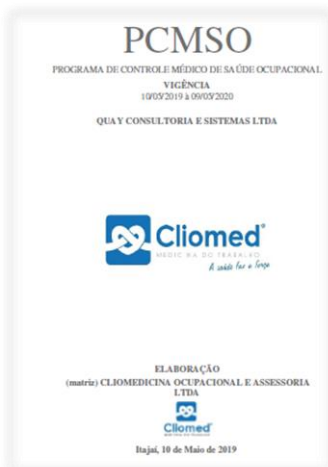 PCMSO
PROGRAMA DE CONTROLE MÉDICO DE SAÚDE OCUPACIONAL
VIGÊNCIA
10/05/2019 à 09/05/2020
QUAY CONSULTORIA E SISTEMAS LTDA
Cliomed®
MEDICINA DO TRABALHO
A saúde faz a força
ELABORAÇÃO
(matriz) CLIOMEDICINA OCUPACIONAL E ASSESSORIA
LTDA
Cliomed
Itajaí, 10 de Maio de 2019